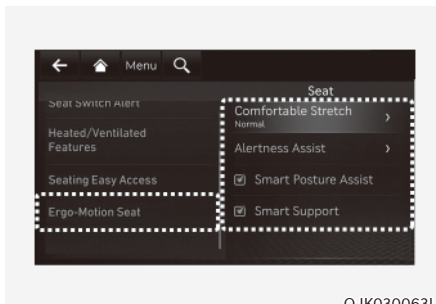 Menu
Seat
Seat Switch Alert
Heated/Ventilated
Features
Seating Easy Access
Ergo-Motion Seat
Comfortable Stretch
Normal
Alertness Assist
Smart Posture Assist
Smart Support
OJK030063L